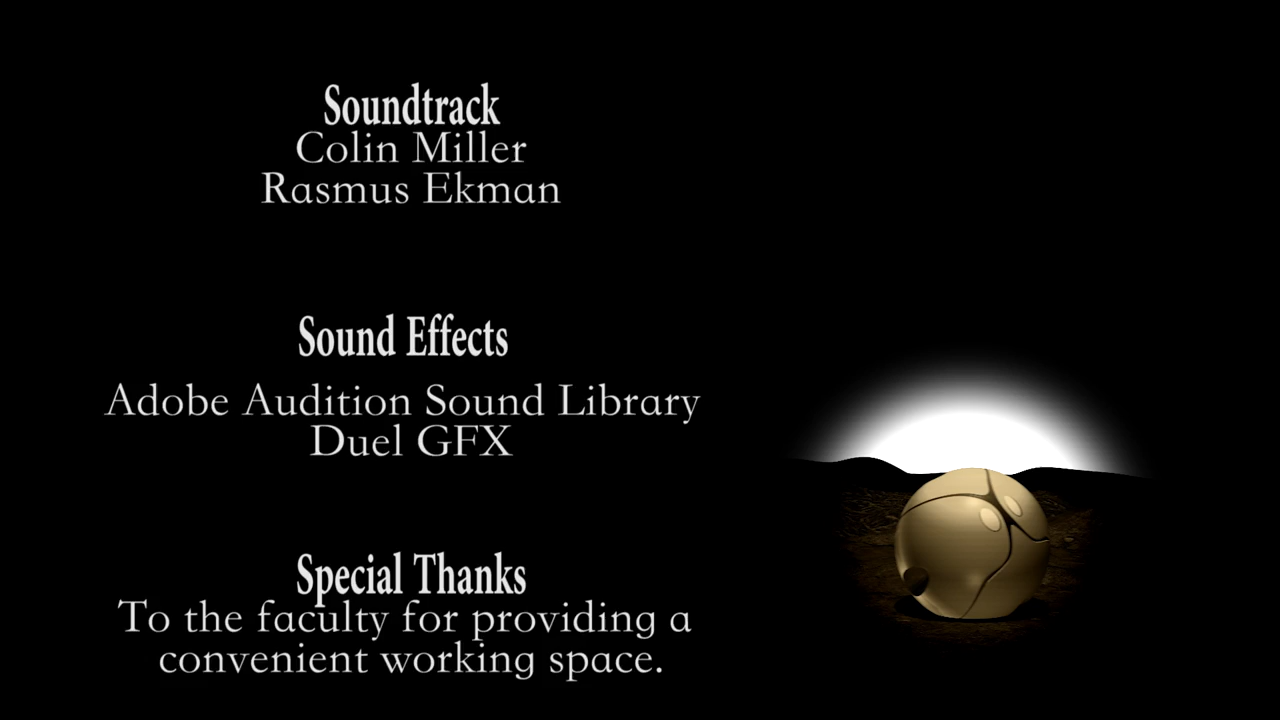 Soundtrack
Colin Miller
Rasmus Ekman
Sound Effects
Adobe Audition Sound Library
Duel GFX
Special Thanks
To the faculty for providing a
convenient working space.